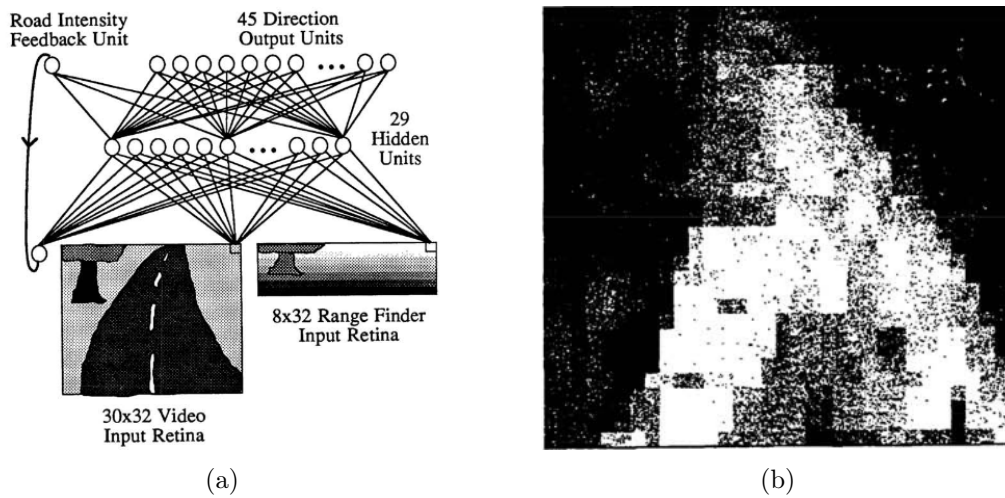 Road Intensity
Feedback Unit
45 Direction
Output Units
29
Hidden
Units
8x32 Range Finder
Input Retina
30x32 Video
Input Retina
(a)
(b)